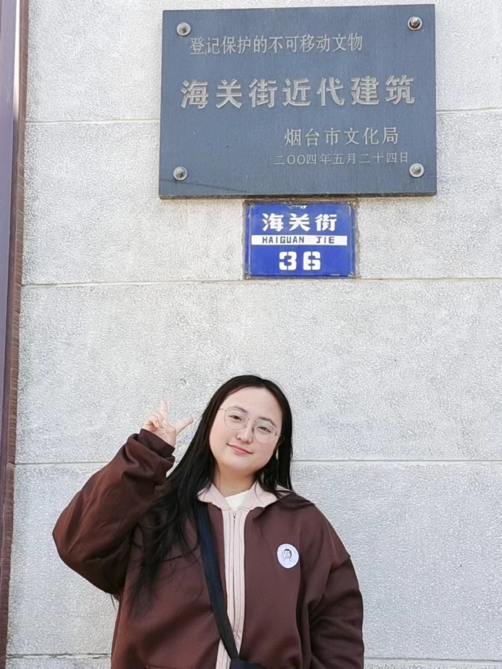 登记保护的不可移动文物
海关街近代建筑
烟台市文化局
二〇〇四年五月二十四日
海关街
HAIGUAN JIE
36